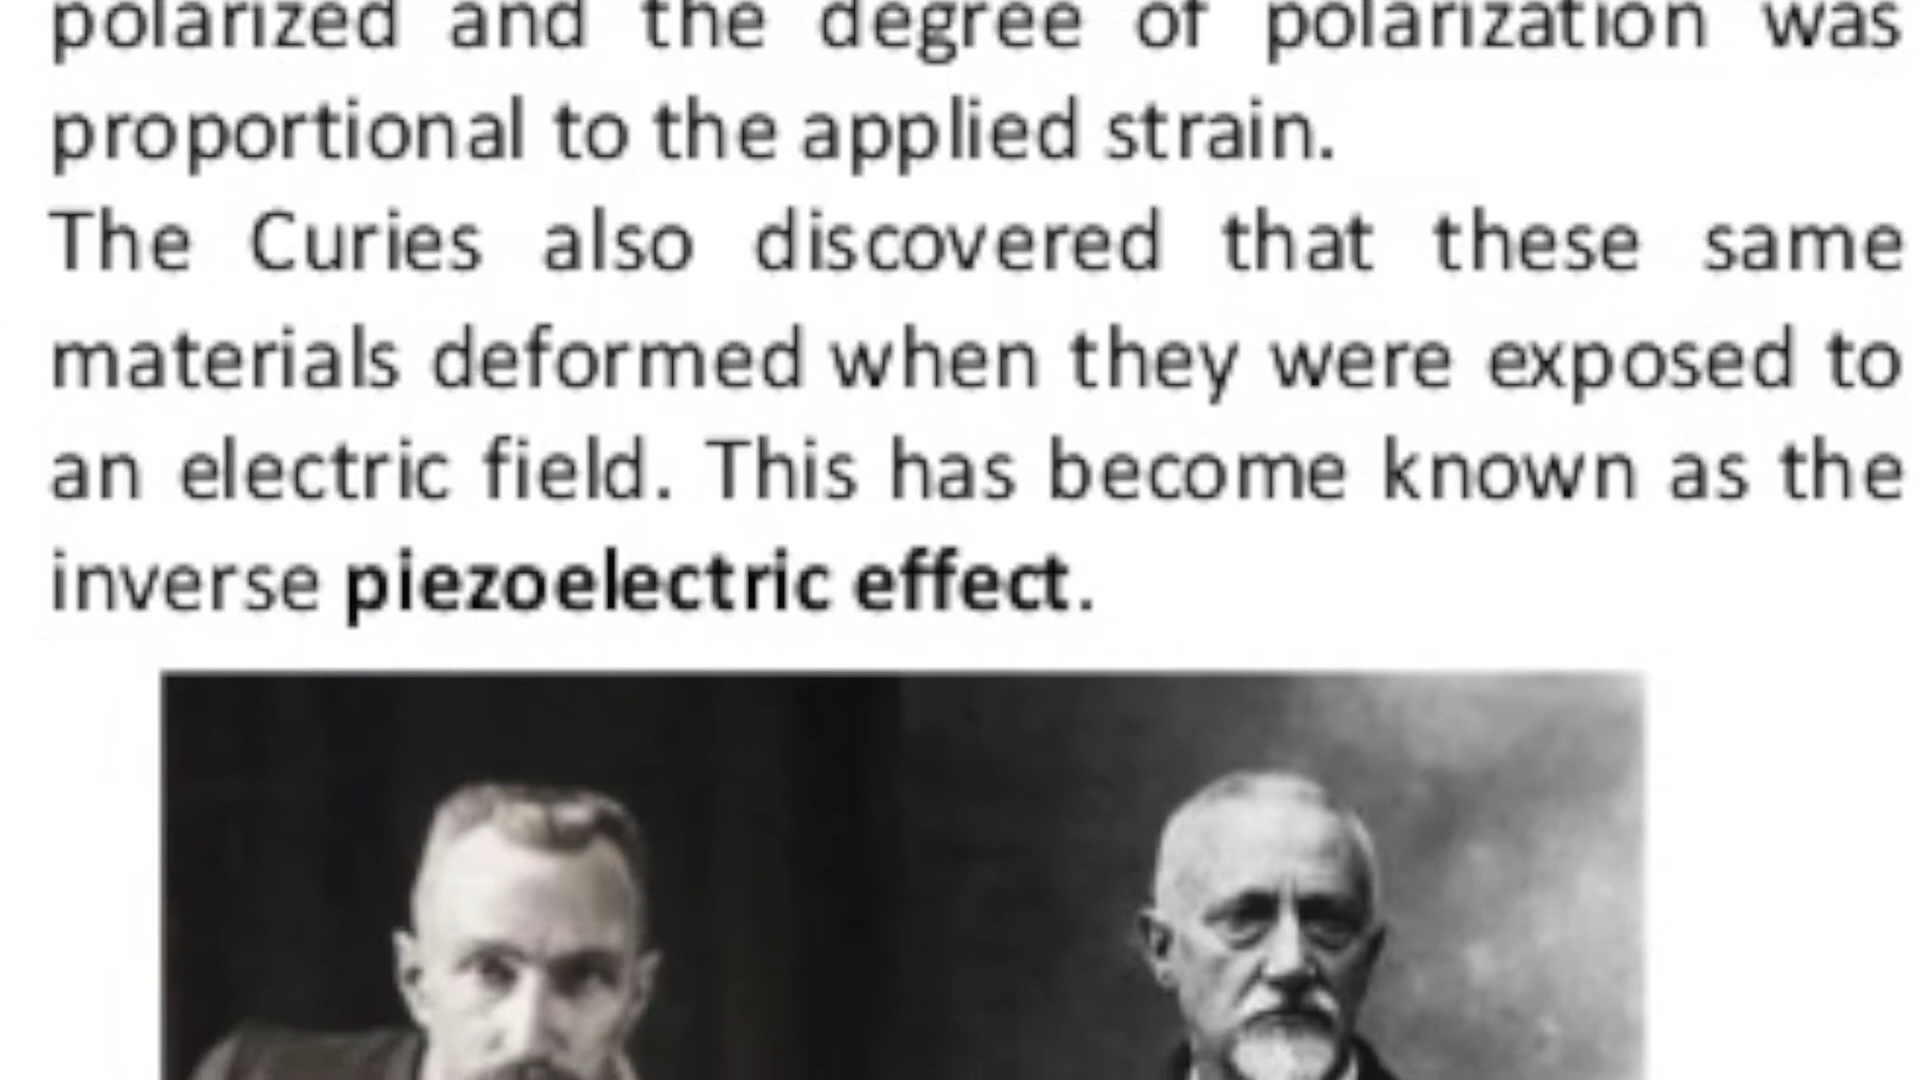 polarized and the degree of polarization was
proportional to the applied strain.
The Curies also discovered that these same
materials deformed when they were exposed to
an electric field. This has become known as the
inverse piezoelectric effect.